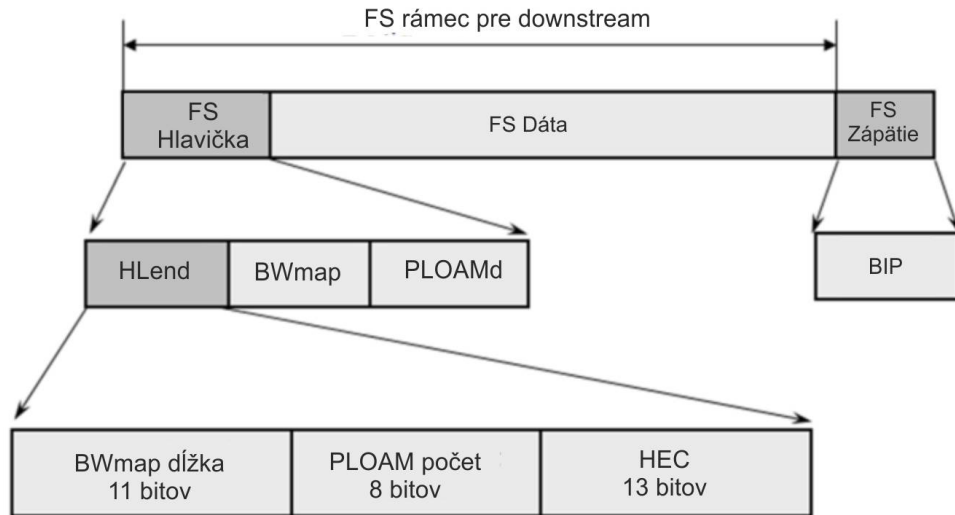 FS rámec pre downstream
FS
Hlavička
FS Dáta
FS
Zápätie
HLend
BWmap
PLOAMd
BIP
BWmap dĺžka
11 bitov
PLOAM počet
8 bitov
HEC
13 bitov